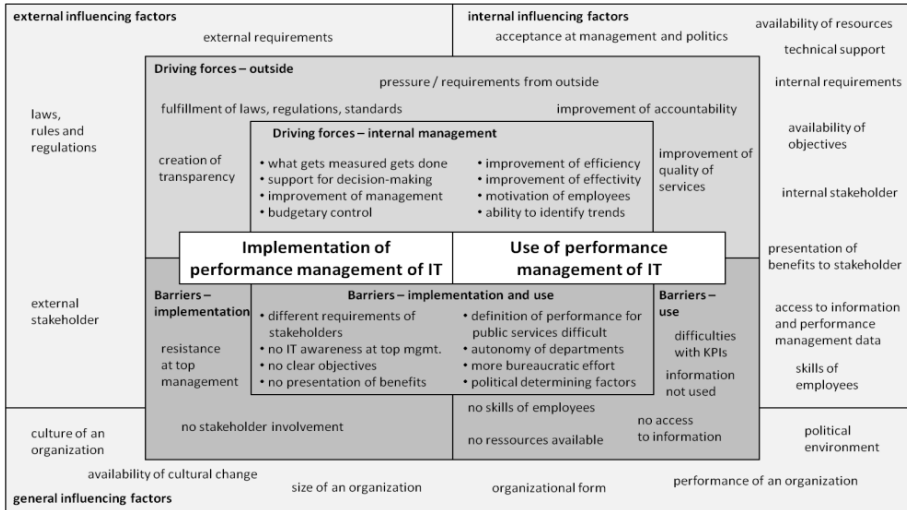 external influencing factors
internal influencing factors
availability of resources
external requirements
acceptance at management and politics
technical support
Driving forces – outside
pressure / requirements from outside
internal requirements
fulfillment of laws, regulations, standards
improvement of accountability
laws,
rules and
regulations
Driving forces – internal management
availability of
objectives
creation of
transparency
• what gets measured gets done
• support for decision-making
• improvement of management
• budgetary control
• improvement of efficiency
• improvement of effectivity
• motivation of employees
• ability to identify trends
improvement of
quality of
services
internal stakeholder
Implementation of
performance management of IT
Use of performance
management of IT
presentation of
benefits to stakeholder
external
stakeholder
Barriers –
implementation
resistance
at top
management
Barriers – implementation and use
• different requirements of
stakeholders
• no IT awareness at top mgmt.
• no clear objectives
• no presentation of benefits
• definition of performance for
public services difficult
• autonomy of departments
• more bureaucratic effort
• political determining factors
Barriers –
use
difficulties
with KPIs
information
not used
access to information
and performance
management data
skills of
employees
no stakeholder involvement
no skills of employees
no ressources available
no access
to information
culture of an
organization
political
environment
availability of cultural change
size of an organization
organizational form
performance of an organization
general influencing factors